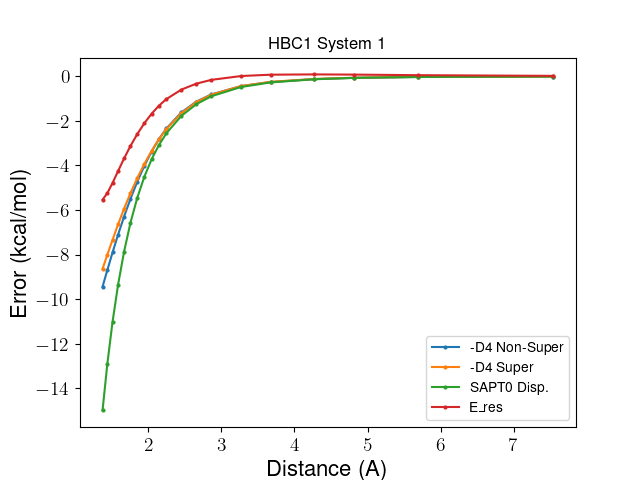 HBC1 System 1
Error (kcal/mol)
0
−2
−4
−6
−8
−10
−12
−14
-D4 Non-Super
-D4 Super
SAPT0 Disp.
E_res
2 3 4 5 6 7
Distance (A)